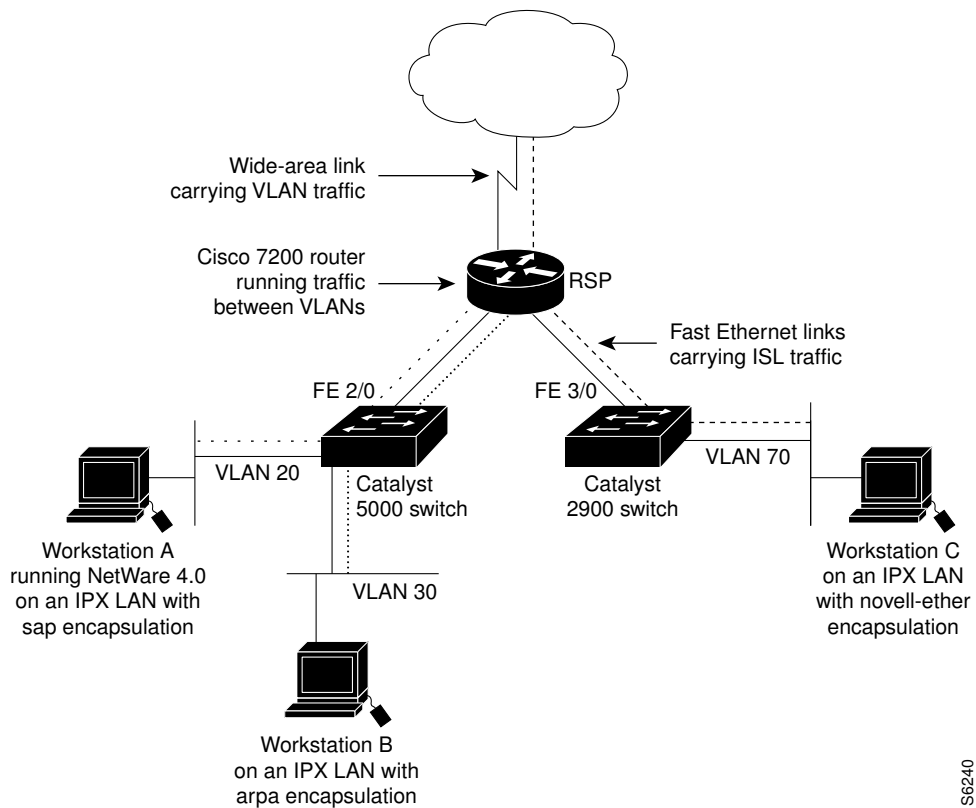 Wide-area link
carrying VLAN traffic
Cisco 7200 router
running traffic
between VLANs
RSP
Fast Ethernet links
carrying ISL traffic
FE 2/0
FE 3/0
VLAN 20
Catalyst
5000 switch
Catalyst
2900 switch
VLAN 70
Workstation A
running NetWare 4.0
on an IPX LAN with
sap encapsulation
VLAN 30
Workstation C
on an IPX LAN
with novell-ether
encapsulation
Workstation B
on an IPX LAN with
arpa encapsulation
S6240